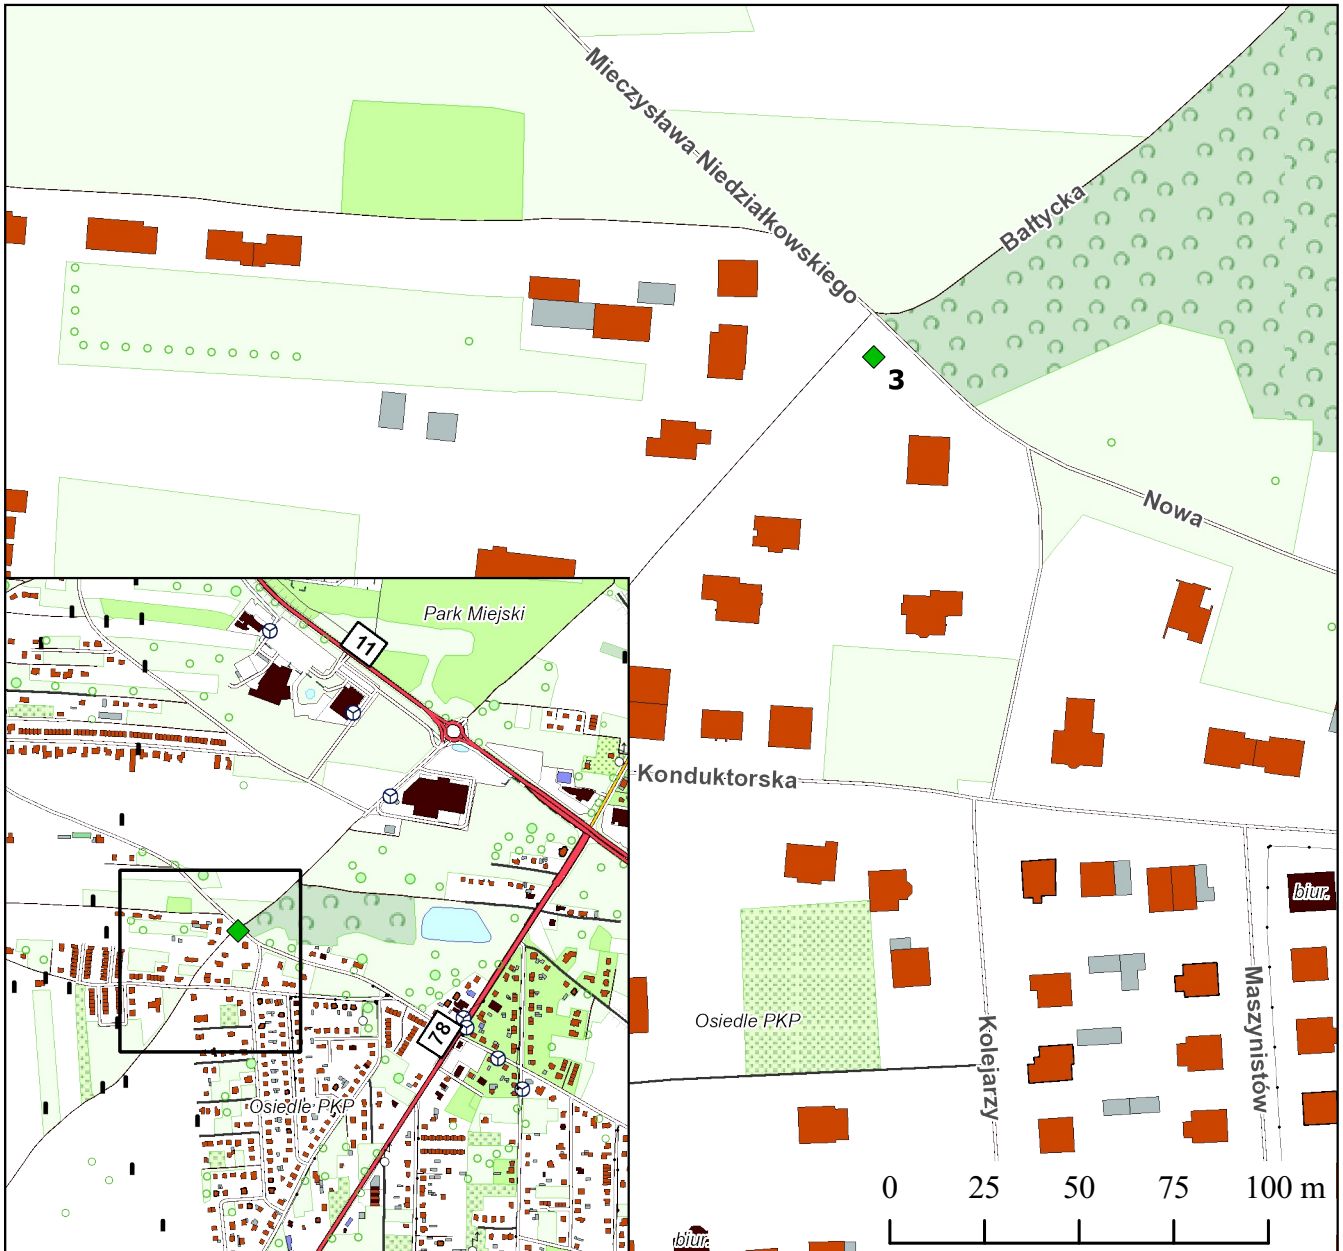 Mieczysława Niedziałkowskiego
Bałtycka
3
Nowa
Park Miejski
11
Konduktorska
biur.
Osiedle PKP
Kolejarzy
Maszynistów
78
Osiedle PKP
0 25 50 75 100 m
biur.